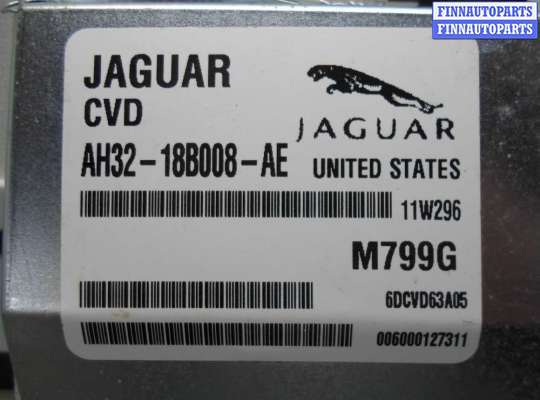 FINNAUTOPARTS
FINNAUTOPARTS
JAGUAR
CVD
JAGUAR
AH32-18B008-AE UNITED STATES
11W296
M799G
6DCVD63A05
006000127311